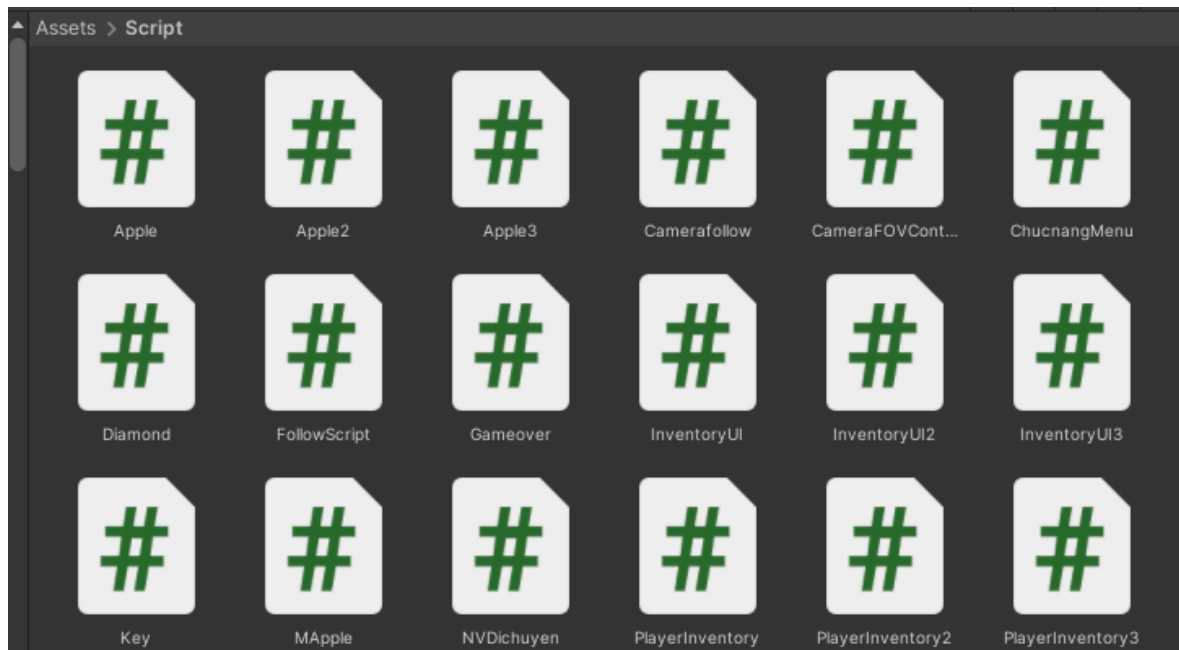 Assets > Script
Apple Apple2 Apple3 Camerafollow CameraFOVCont... ChucnangMenu
Diamond FollowScript Gameover InventoryUI InventoryUI2 InventoryUI3
Key MApple NVDichuyen PlayerInventory PlayerInventory2 PlayerInventory3